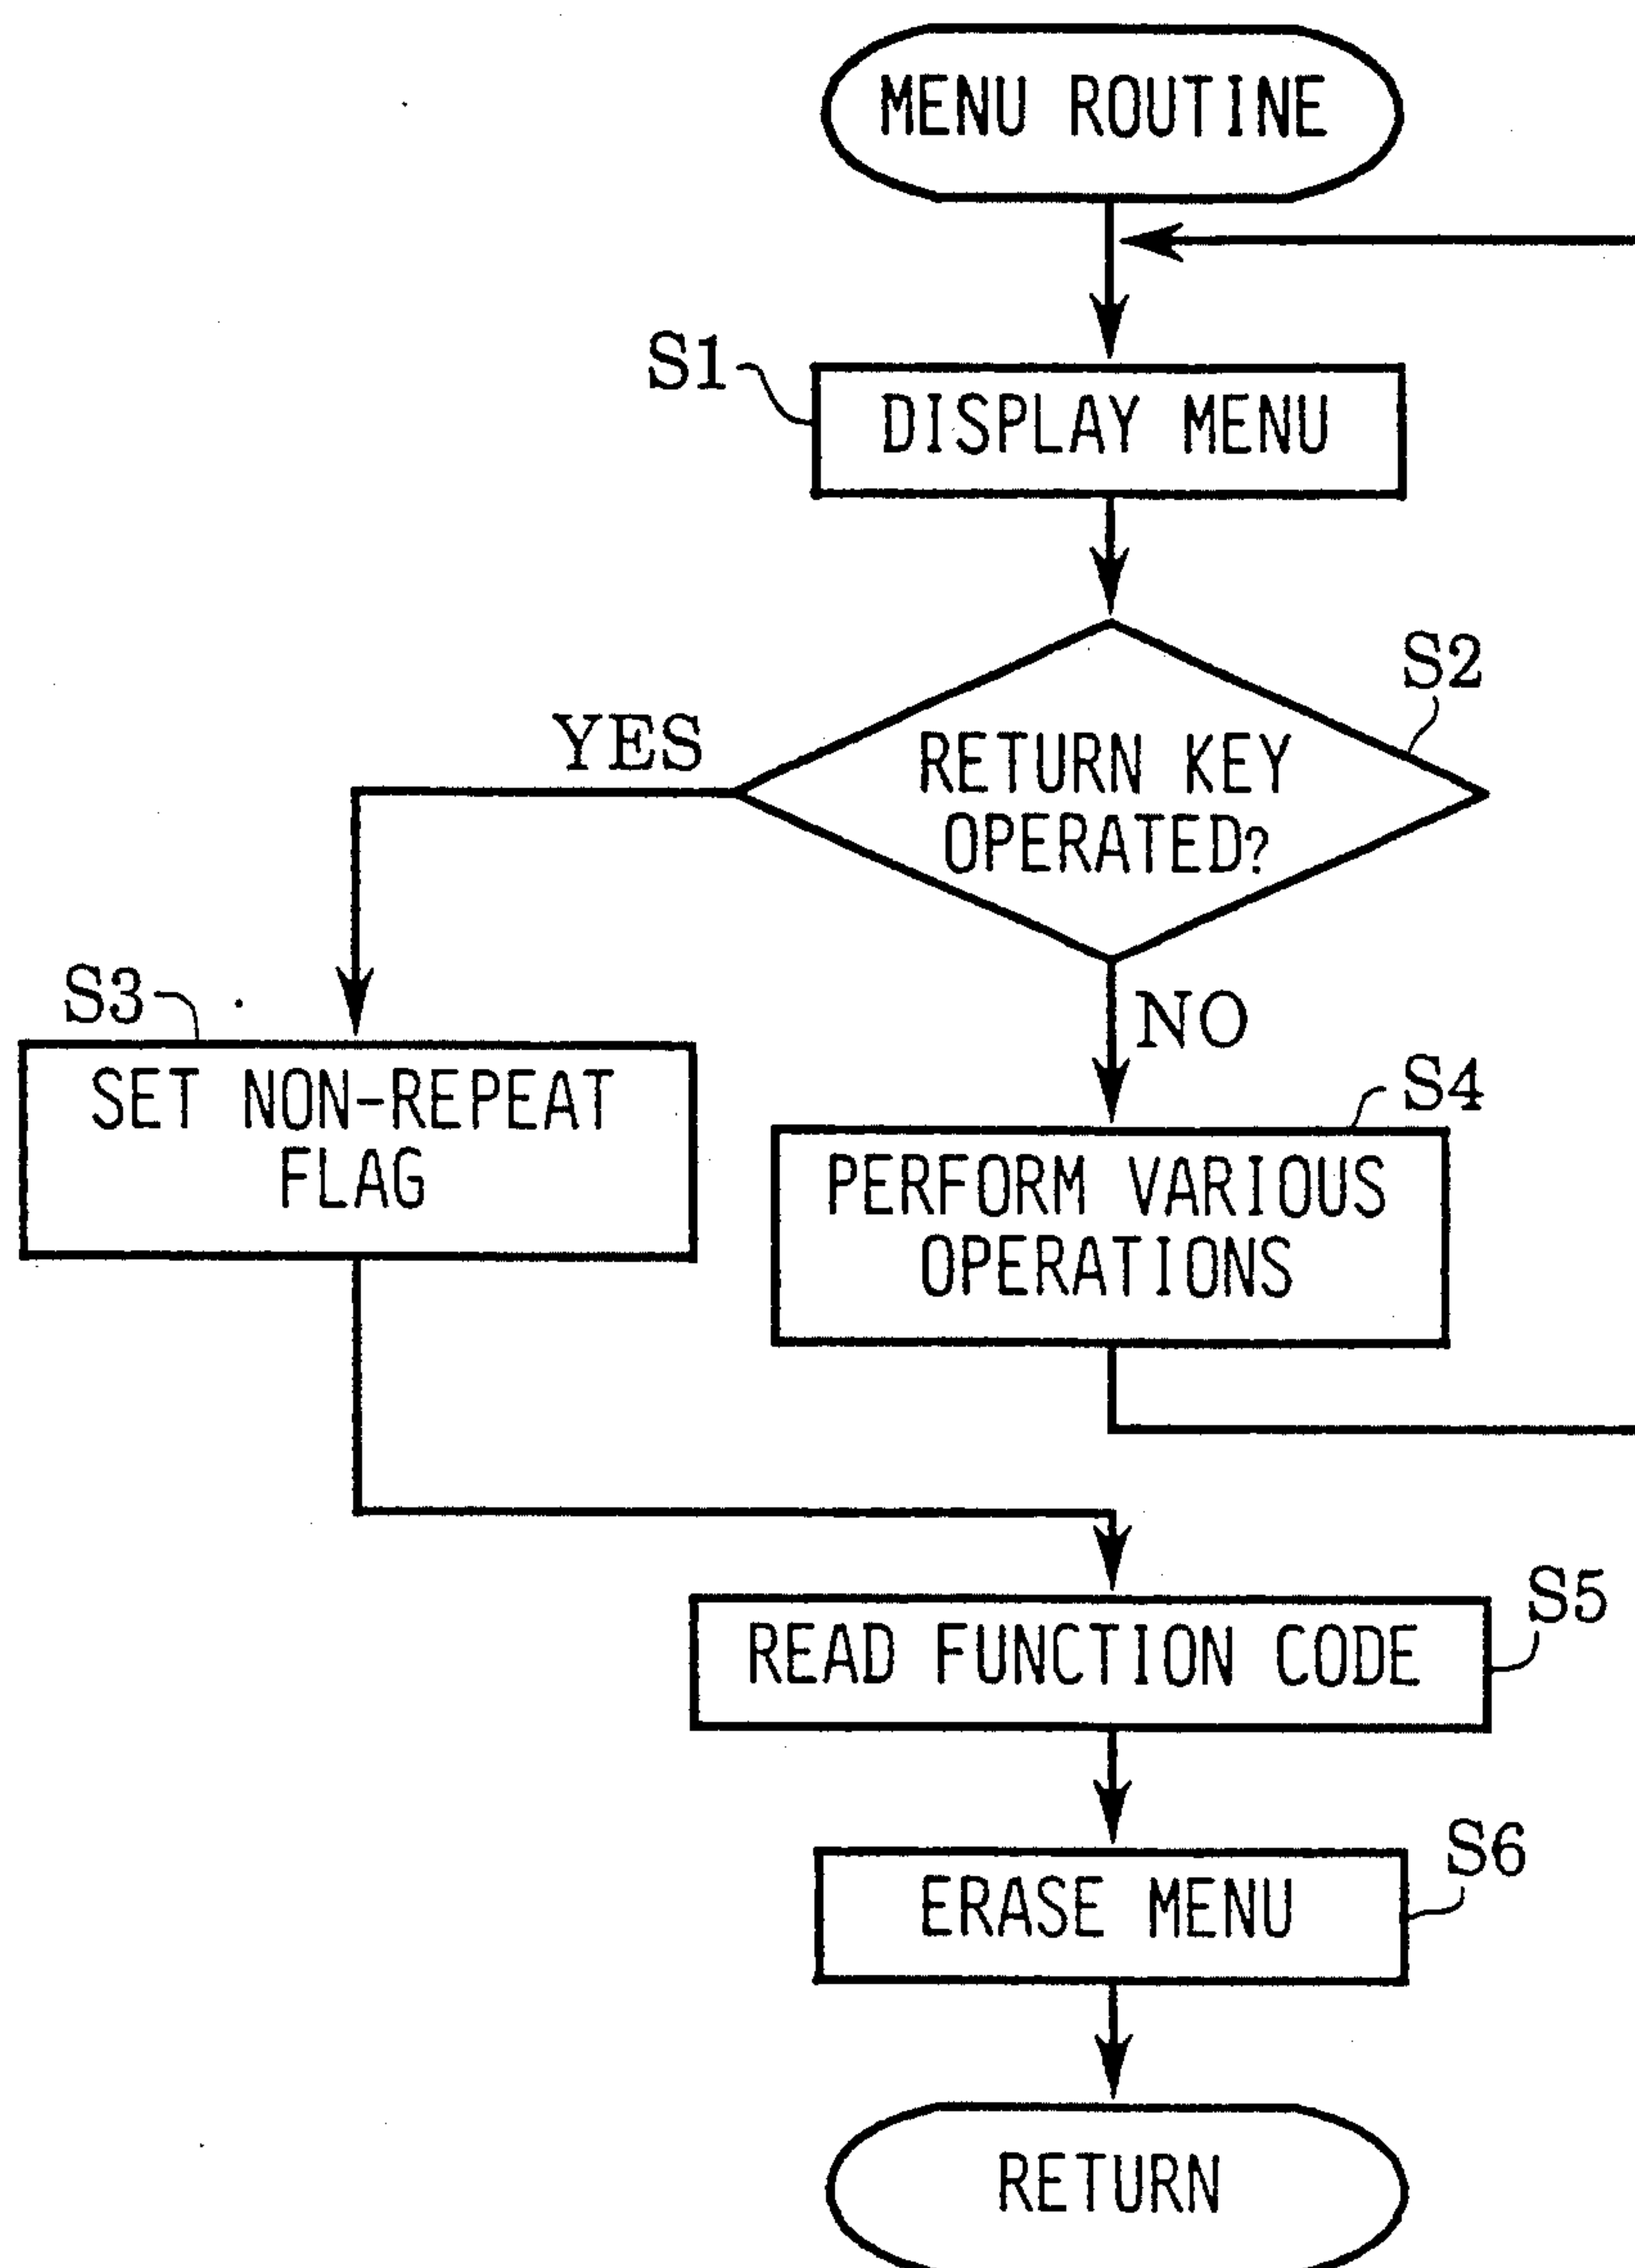 MENU ROUTINE
S1
DISPLAY MENU
S2
YES
RETURN KEY
OPERATED?
NO
S3
SET NON-REPEAT
FLAG
S4
PERFORM VARIOUS
OPERATIONS
S5
READ FUNCTION CODE
S6
ERASE MENU
RETURN